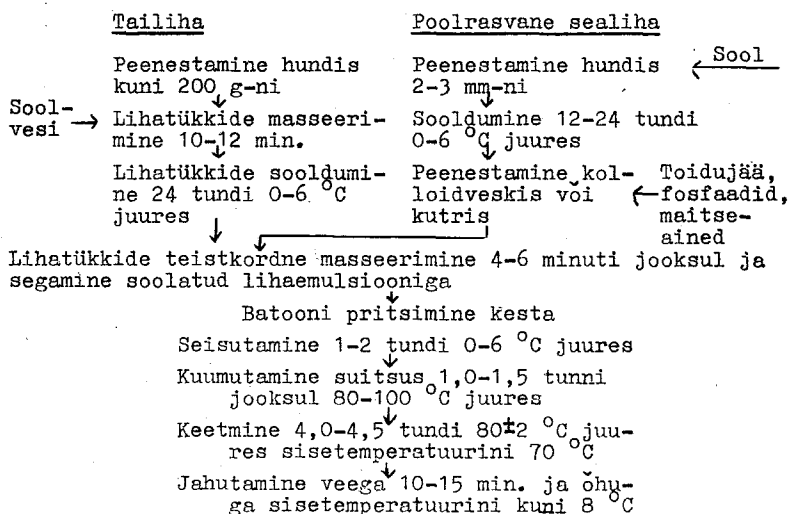 Tailiha
Poolrasvane sealiha
Peenestamine hundis
kuni 200 g-ni
Peenestamine hundis
2-3 mm-ni
Sool
Sool-
vesi
Lihatükkide masseeri-
mine 10-12 min.
Sooldumine 12-24 tundi
0-6 °C juures
Lihatükkide sooldumi-
ne 24 tundi 0-6 °C
juures
Peenestamine kol-
loidveskis või
kutris
Toidujää,
fosfaadid,
maitse-
ained
Lihatükkide teistkordne masseerimine 4-6 minuti jooksul ja
segamine soolatud lihaemulsiooniga
Batooni pritsimine kesta
Seisutamine 1-2 tundi 0-6 °C juures
Kuumutamine suitsus 1,0-1,5 tunni
jooksul 80-100 °C juures
Keetmine 4,0-4,5 tundi 80±2 °C juu-
res sisetemperatuurini 70 °C
Jahutamine veega 10-15 min. ja õhu-
ga sisetemperatuurini kuni 8 °C